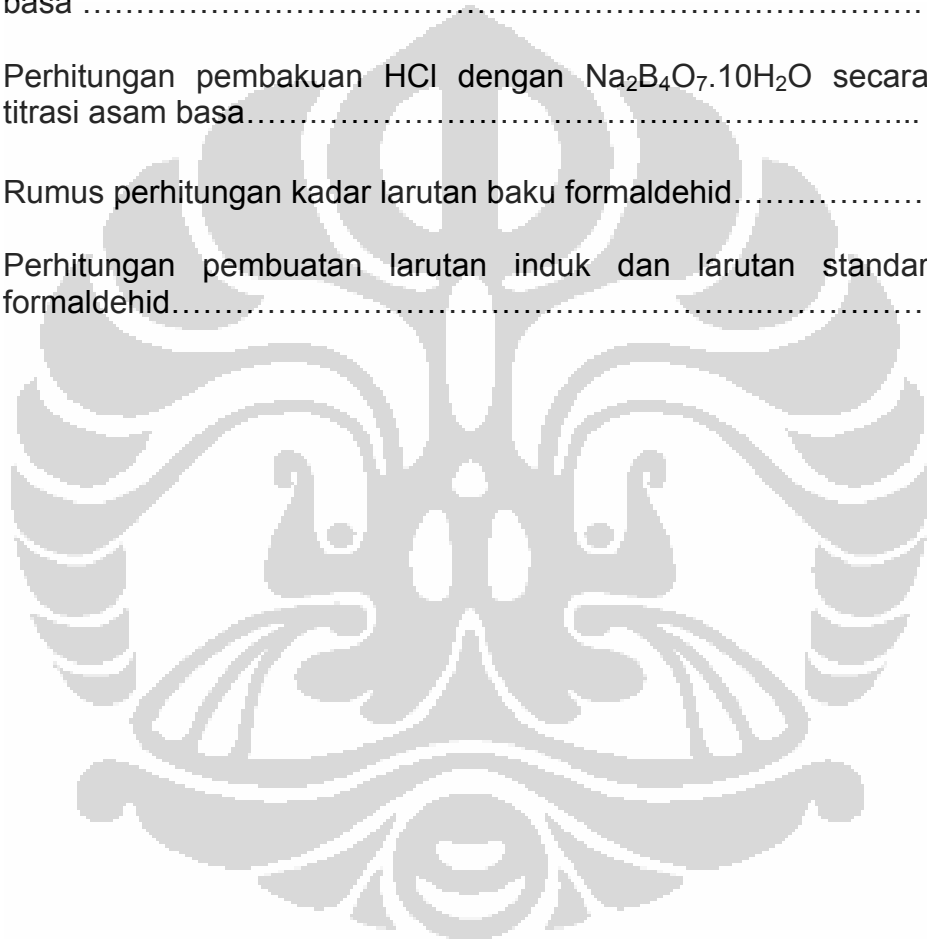 basa ……………………………………………………………………….
Perhitungan pembakuan HCl dengan Na₂B₄O₇.10H₂O secara
titrasi asam basa…….………………….…………………………………...
Rumus perhitungan kadar larutan baku formaldehid………………
Perhitungan pembuatan larutan induk dan larutan standar
formaldehid………………………………………………..……………